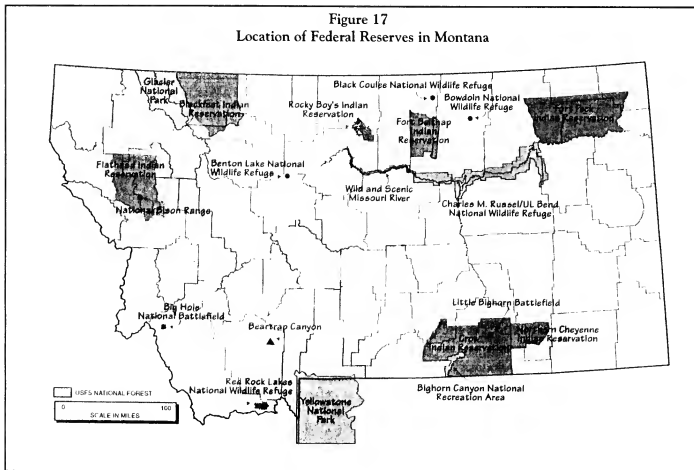 Figure 17
Location of Federal Reserves in Montana
Glacier
National
Park
Blackfeet Indian
Reservation
Black Coulee National Wildlife Refuge
Bowdoin National
Wildlife Refuge
Rocky Boy's Indian
Reservation
Fort Belknap
Indian
Reservation
Fort Peck
Indian Reservation
Flathead Indian
Reservation
Benton Lake National
Wildlife Refuge
National Bison Range
Wild and Scenic
Missouri River
Charles M. Russel/UL Bend
National Wildlife Refuge
Big Hole
National Battlefield
Beartrap Canyon
Little Bighorn Battlefield
Crow
Indian Reservation
Northern Cheyenne
Indian Reservation
Red Rock Lakes
National Wildlife Refuge
Yellowstone
National
Park
Bighorn Canyon National
Recreation Area
USFS NATIONAL FOREST
0 100
SCALE IN MILES